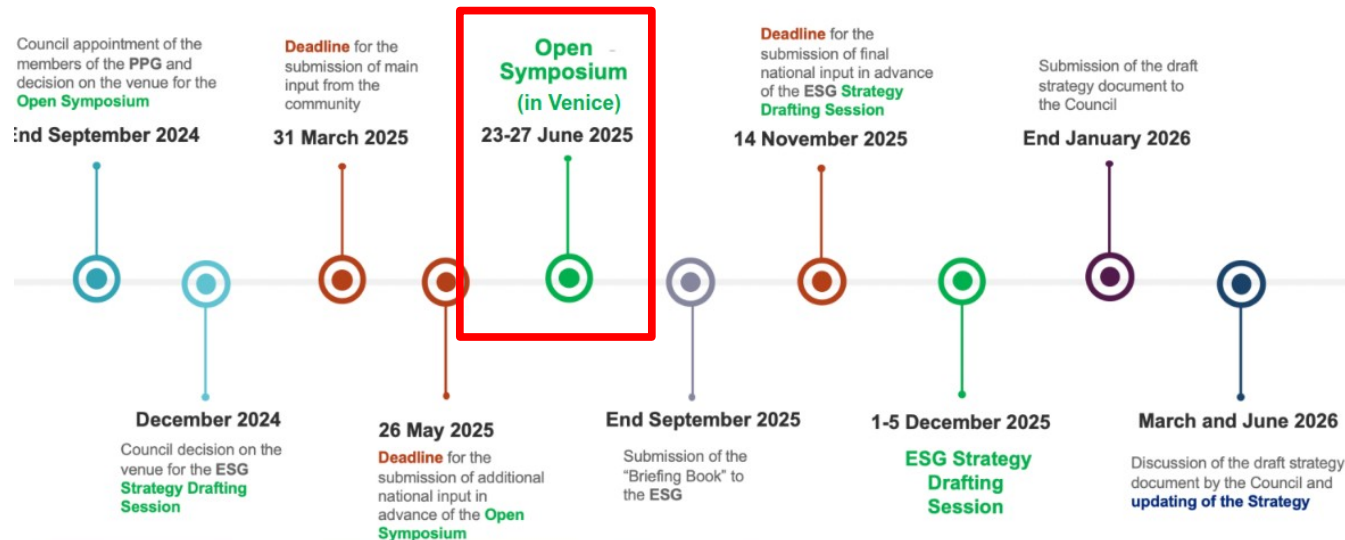 Council appointment of the
members of the PPG and
decision on the venue for the
Open Symposium
End September 2024
Deadline for the
submission of main
input from the
community
31 March 2025
Open
Symposium
(in Venice)
23-27 June 2025
Deadline for the
submission of final
national input in advance
of the ESG Strategy
Drafting Session
14 November 2025
Submission of the draft
strategy document to
the Council
End January 2026
December 2024
Council decision on the
venue for the ESG
Strategy Drafting
Session
26 May 2025
Deadline for the
submission of additional
national input in
advance of the Open
Symposium
End September 2025
Submission of the
“Briefing Book” to
the ESG
1-5 December 2025
ESG Strategy
Drafting
Session
March and June 2026
Discussion of the draft strategy
document by the Council and
updating of the Strategy